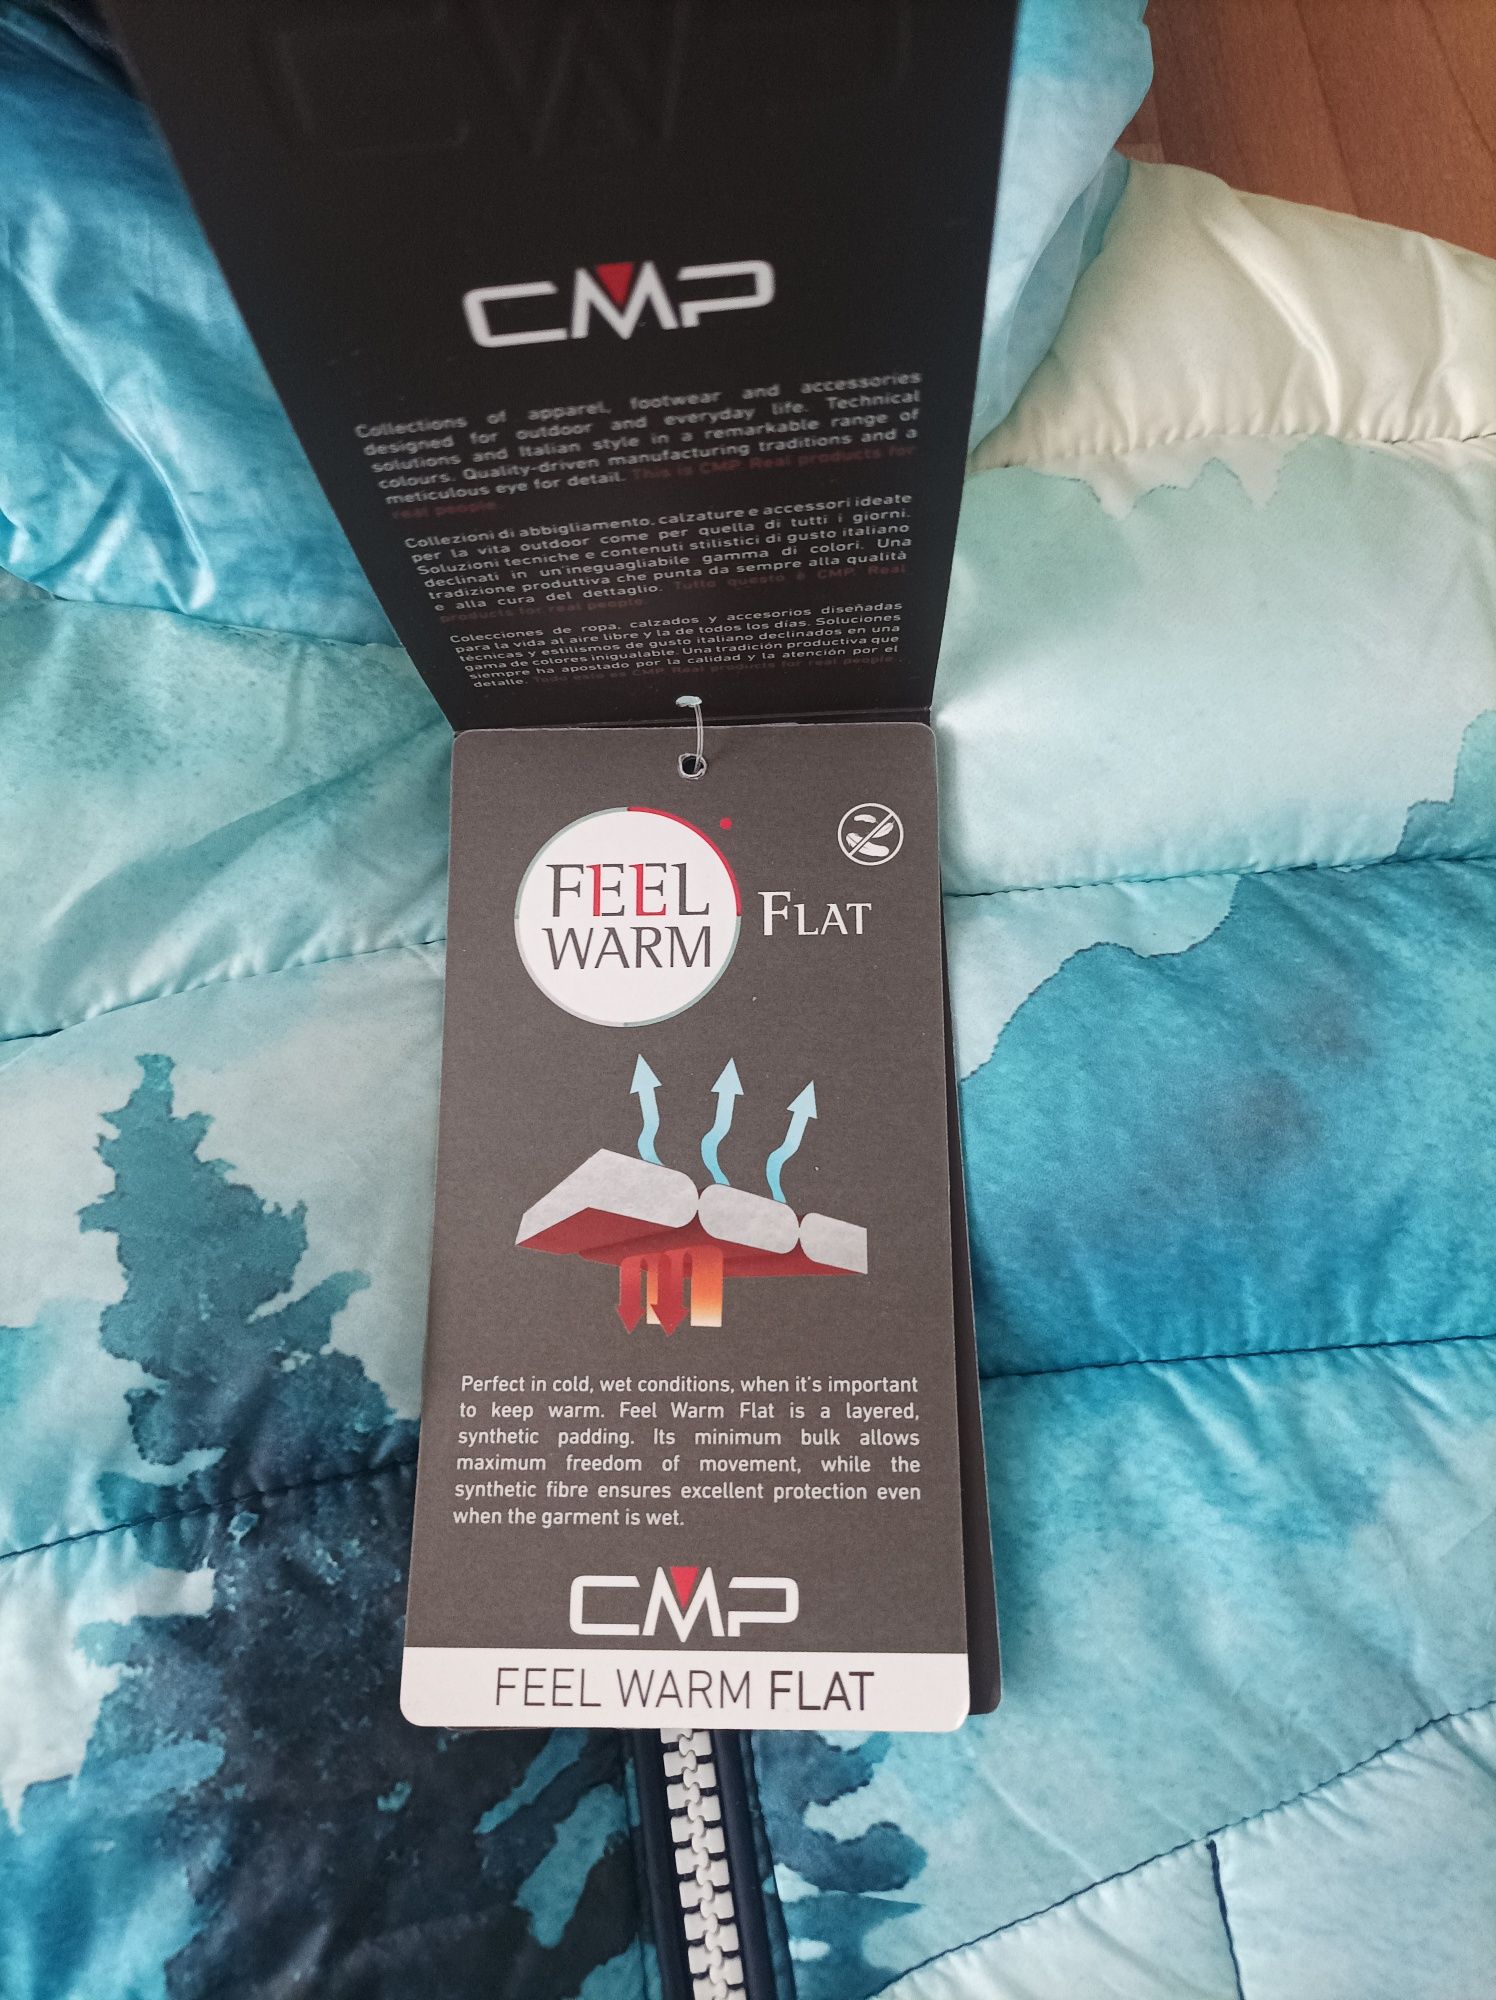 CMP
Collections of apparel, footwear and accessories
designed for outdoor and everyday life. Technical
solutions and Italian style in a remarkable range of
colours. Quality-driven manufacturing traditions and a
meticulous eye for detail. This is CMP. Real products for
real people.
Collezioni di abbigliamento, calzature e accessori ideate
per la vita outdoor come per quella di tutti i giorni.
Soluzioni tecniche e contenuti stilistici di gusto italiano
declinati in un'ineguagliabile gamma di colori. Una
tradizione produttiva che punta da sempre alla qualità
e alla cura del dettaglio. Tutto questo è CMP. Real
products for real people.
Colecciones de ropa, calzados y accesorios diseñadas
para la vida al aire libre y la de todos los días. Soluciones
técnicas y estilismos de gusto italiano declinados en una
gama de colores inigualable. Una tradición productiva que
siempre ha apostado por la calidad y la atención por el
detalle. Todo esto es CMP. Real products for real people.
FEEL
WARM
FLAT
Perfect in cold, wet conditions, when it's important
to keep warm. Feel Warm Flat is a layered,
synthetic padding. Its minimum bulk allows
maximum freedom of movement, while the
synthetic fibre ensures excellent protection even
when the garment is wet.
CMP
FEEL WARM FLAT